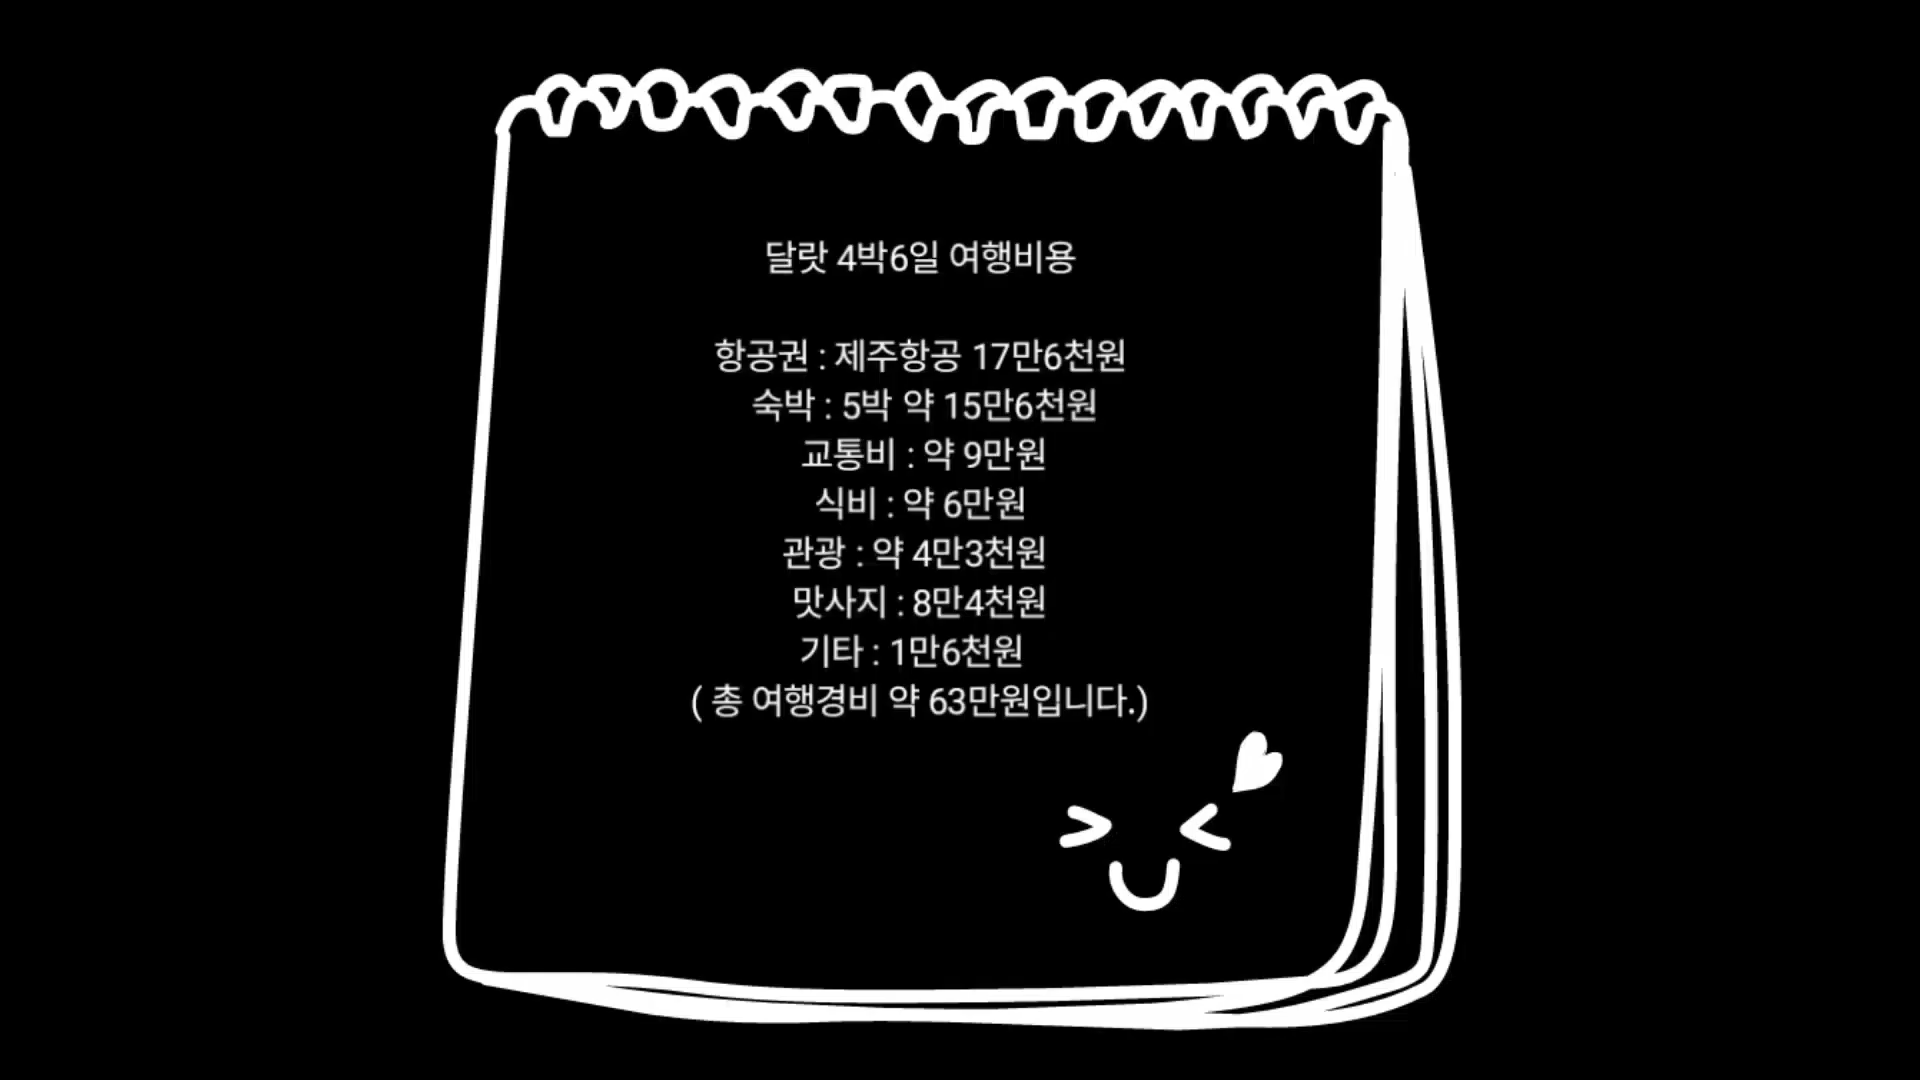 달랏 4박6일 여행비용
항공권 : 제주항공 17만6천원
숙박 : 5박 약 15만6천원
교통비 : 약 9만원
식비 : 약 6만원
관광 : 약 4만3천원
맛사지 : 8만4천원
기타 : 1만6천원
( 총 여행경비 약 63만원입니다.)